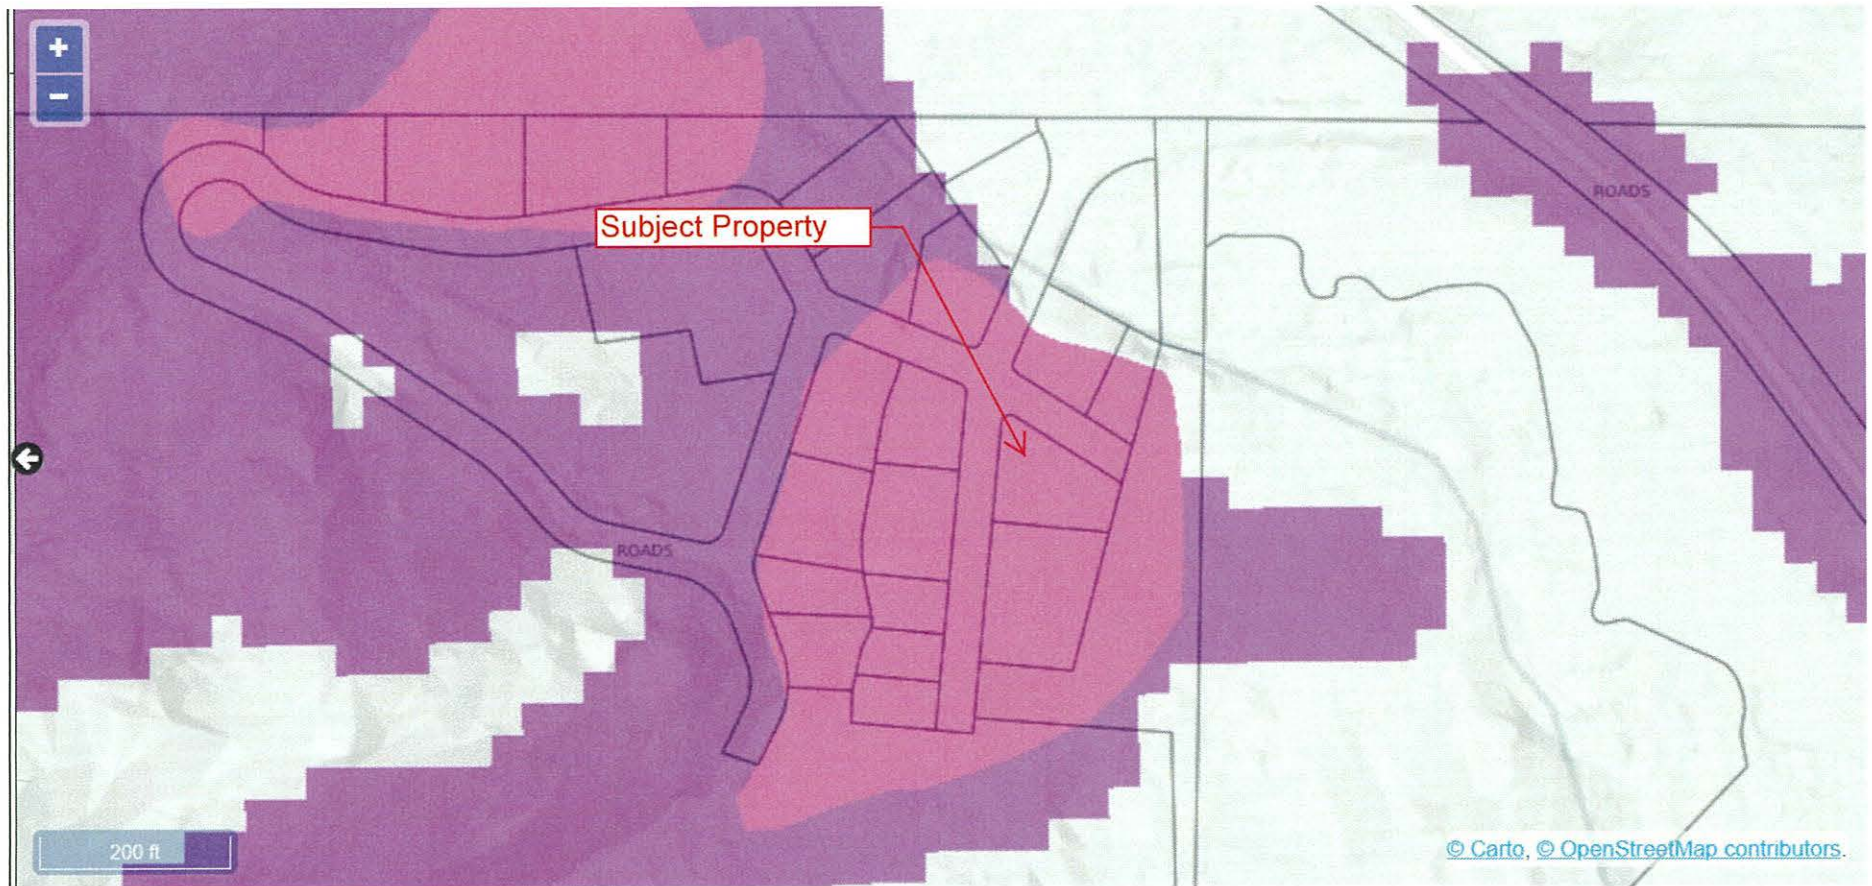 +
−
ROADS
Subject Property
ROADS
200 ft
© Carto, © OpenStreetMap contributors.